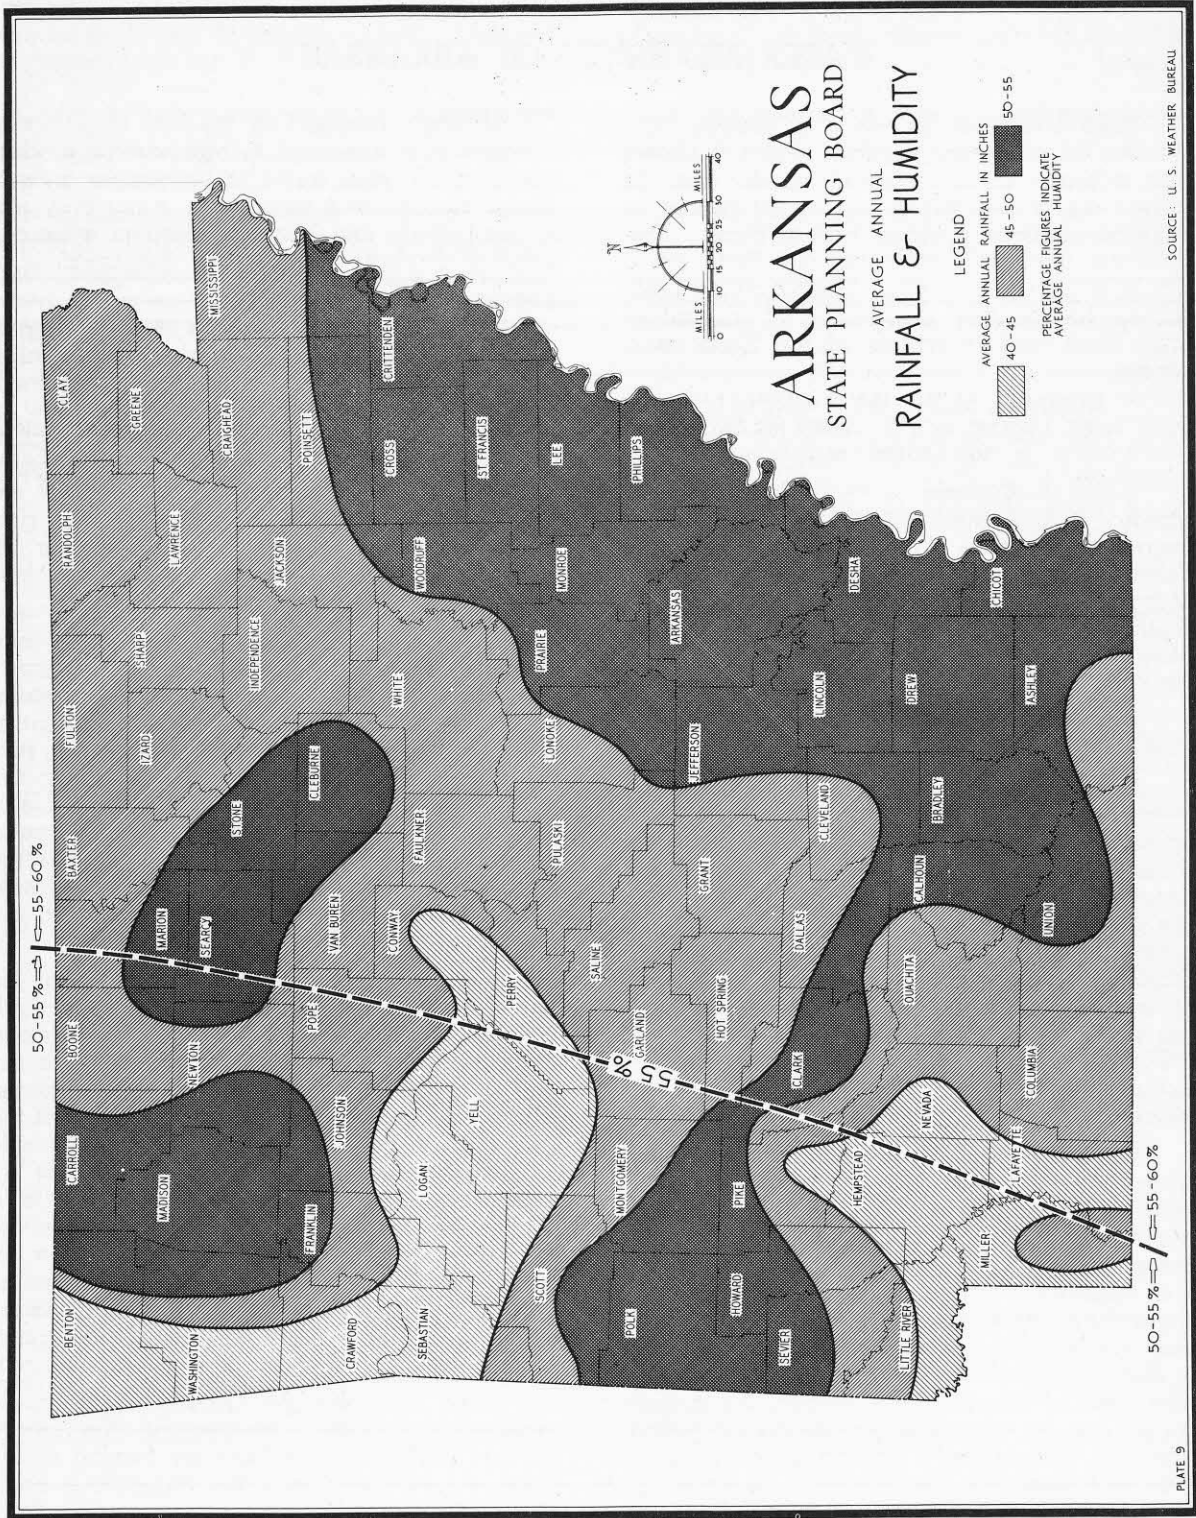 50-55%⇒ ⇐55-60%
BENTON
CARROLL
BOONE
MARION
BAXTER
FULTON
RANDOLPH
CLAY
WASHINGTON
MADISON
NEWTON
SEARCY
STONE
IZARD
SHARP
LAWRENCE
GREENE
CRAIGHEAD
MISSISSIPPI
CRAWFORD
FRANKLIN
JOHNSON
POPE
VAN BUREN
CLEBURNE
INDEPENDENCE
JACKSON
POINSETT
SEBASTIAN
LOGAN
CONWAY
FAULKNER
WHITE
WOODRUFF
CROSS
CRITTENDEN
SCOTT
YELL
PERRY
PULASKI
LONOKE
PRAIRIE
MONROE
ST FRANCIS
LEE
POLK
MONTGOMERY
GARLAND
SALINE
GRANT
JEFFERSON
ARKANSAS
PHILLIPS
55%
HOWARD
PIKE
HOT SPRING
SEVIER
CLARK
DALLAS
CLEVELAND
LINCOLN
DESHA
LITTLE RIVER
HEMPSTEAD
NEVADA
OUACHITA
CALHOUN
BRADLEY
DREW
MILLER
LAFAYETTE
COLUMBIA
UNION
ASHLEY
CHICOT
50-55%⇒ ⇐55-60%
N
MILES MILES
0 10 15 20 25 30 40
ARKANSAS
STATE PLANNING BOARD
AVERAGE ANNUAL
RAINFALL & HUMIDITY
LEGEND
AVERAGE ANNUAL RAINFALL IN INCHES
40-45 45-50 50-55
PERCENTAGE FIGURES INDICATE
AVERAGE ANNUAL HUMIDITY
PLATE 9
SOURCE: U. S. WEATHER BUREAU